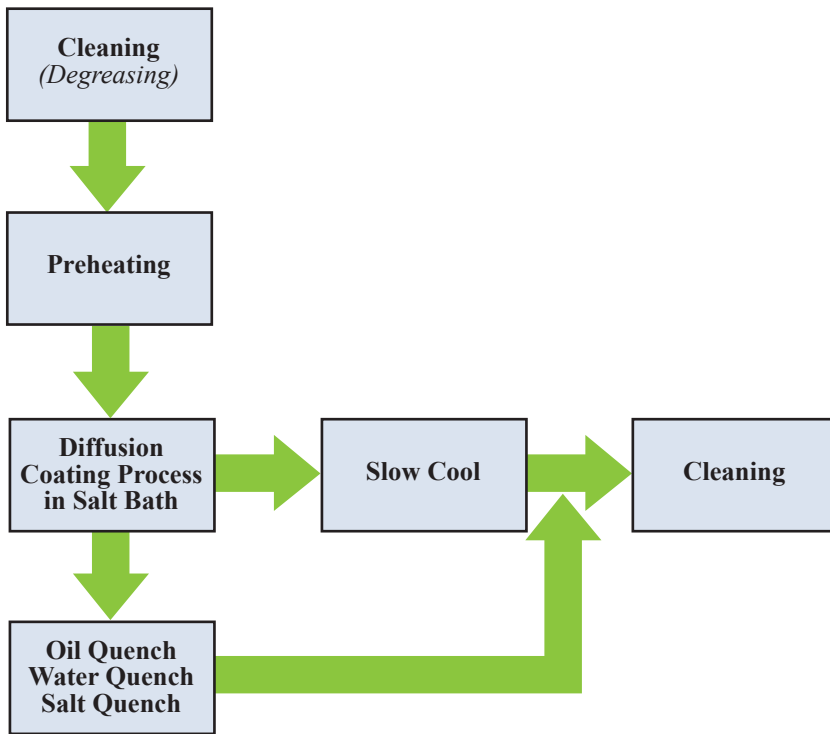 Cleaning
(Degreasing)
Preheating
Diffusion
Coating Process
in Salt Bath
Slow Cool
Cleaning
Oil Quench
Water Quench
Salt Quench